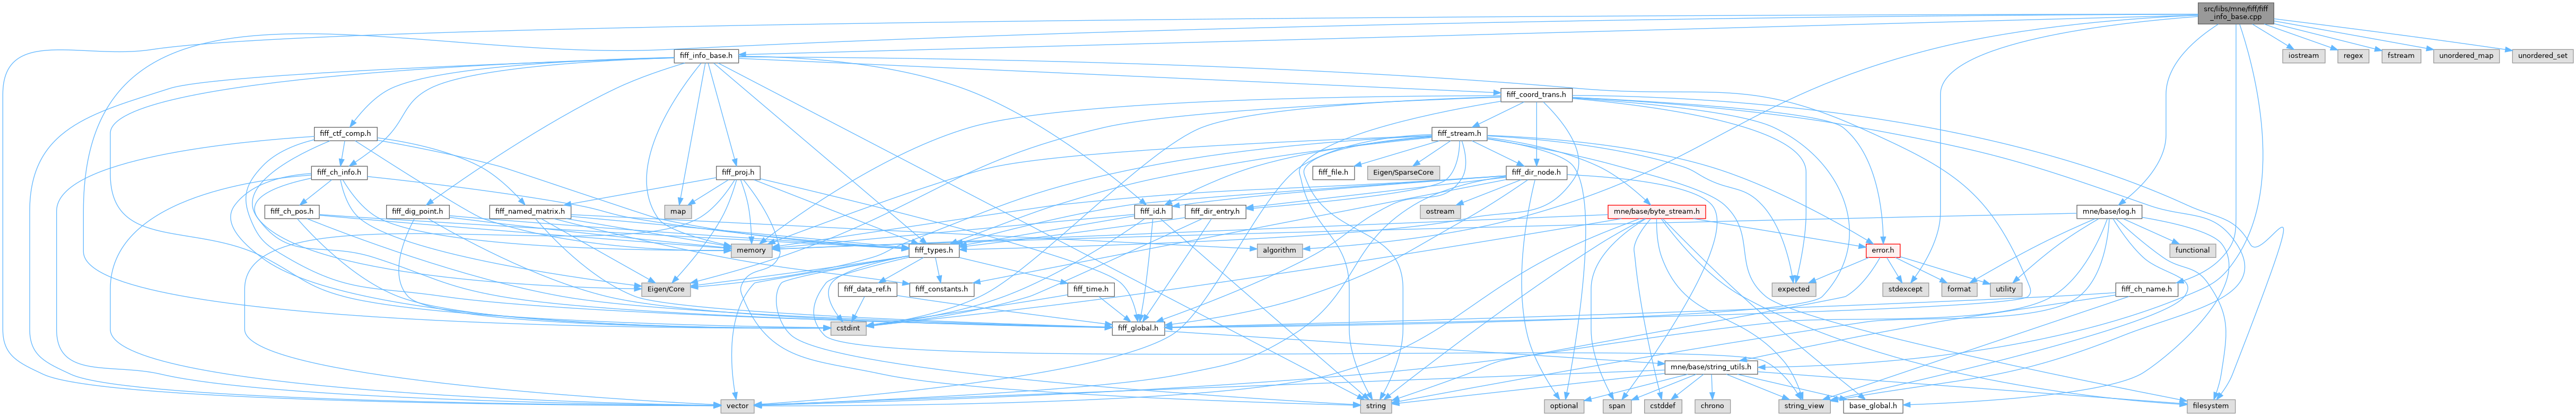 src/libs/mne/fiff/fiff
_info_base.cpp
fiff_info_base.h
iostream
regex
fstream
unordered_map
unordered_set
fiff_coord_trans.h
fiff_ctf_comp.h
fiff_stream.h
fiff_ch_info.h
fiff_proj.h
fiff_file.h
Eigen/SparseCore
fiff_dir_node.h
fiff_ch_pos.h
fiff_dig_point.h
fiff_named_matrix.h
map
fiff_id.h
fiff_dir_entry.h
ostream
mne/base/byte_stream.h
mne/base/log.h
memory
fiff_types.h
algorithm
error.h
functional
Eigen/Core
fiff_data_ref.h
fiff_constants.h
fiff_time.h
expected
stdexcept
format
utility
fiff_ch_name.h
cstdint
fiff_global.h
mne/base/string_utils.h
vector
string
optional
span
cstddef
chrono
string_view
base_global.h
filesystem